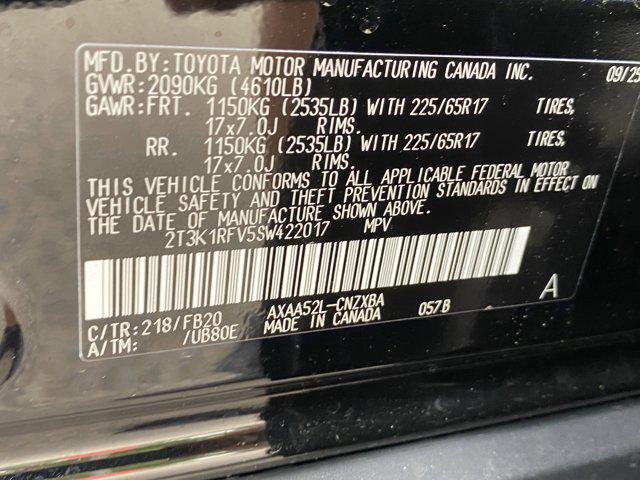 MFD. BY: TOYOTA MOTOR MANUFACTURING CANADA INC. 09/25
GVWR: 2090KG (4610LB)
GAWR: FRT. 1150KG (2535LB) WITH 225/65R17 TIRES,
17x7.0J RIMS.
RR. 1150KG (2535LB) WITH 225/65R17 TIRES,
17x7.0J RIMS.
THIS VEHICLE CONFORMS TO ALL APPLICABLE FEDERAL MOTOR
VEHICLE SAFETY AND THEFT PREVENTION STANDARDS IN EFFECT ON
THE DATE OF MANUFACTURE SHOWN ABOVE.
2T3K1RFV5SW422017 MPV
A
C/TR: 218/FB20 AXAA52L-CNZXBA 057B
A/TM: /UB80E MADE IN CANADA